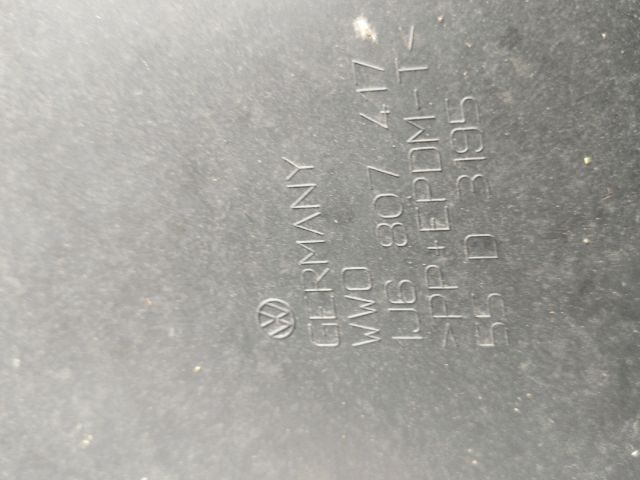 GERMANY
WWO
1J6 807 417
>PP+EPDM-T<
55 D 3195